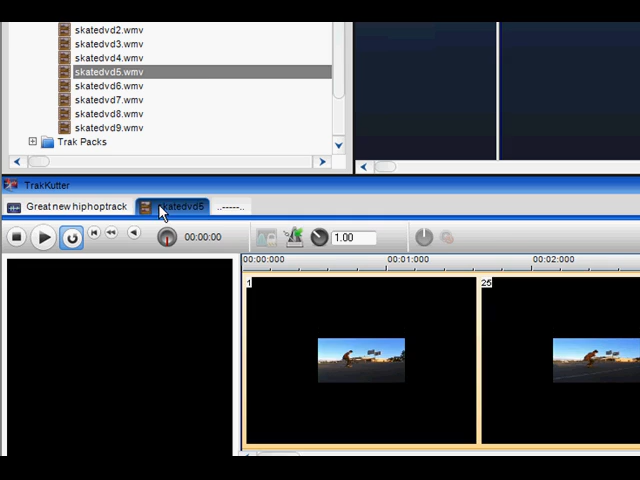 skatedvd2.wmv
skatedvd3.wmv
skatedvd4.wmv
skatedvd5.wmv
skatedvd6.wmv
skatedvd7.wmv
skatedvd8.wmv
skatedvd9.wmv
Trak Packs
TrakKutter
Great new hiphoptrack skatedvd5 ..-----..
00:00:00 1.00
00:00:000 00:01:000 00:02:000
1 25